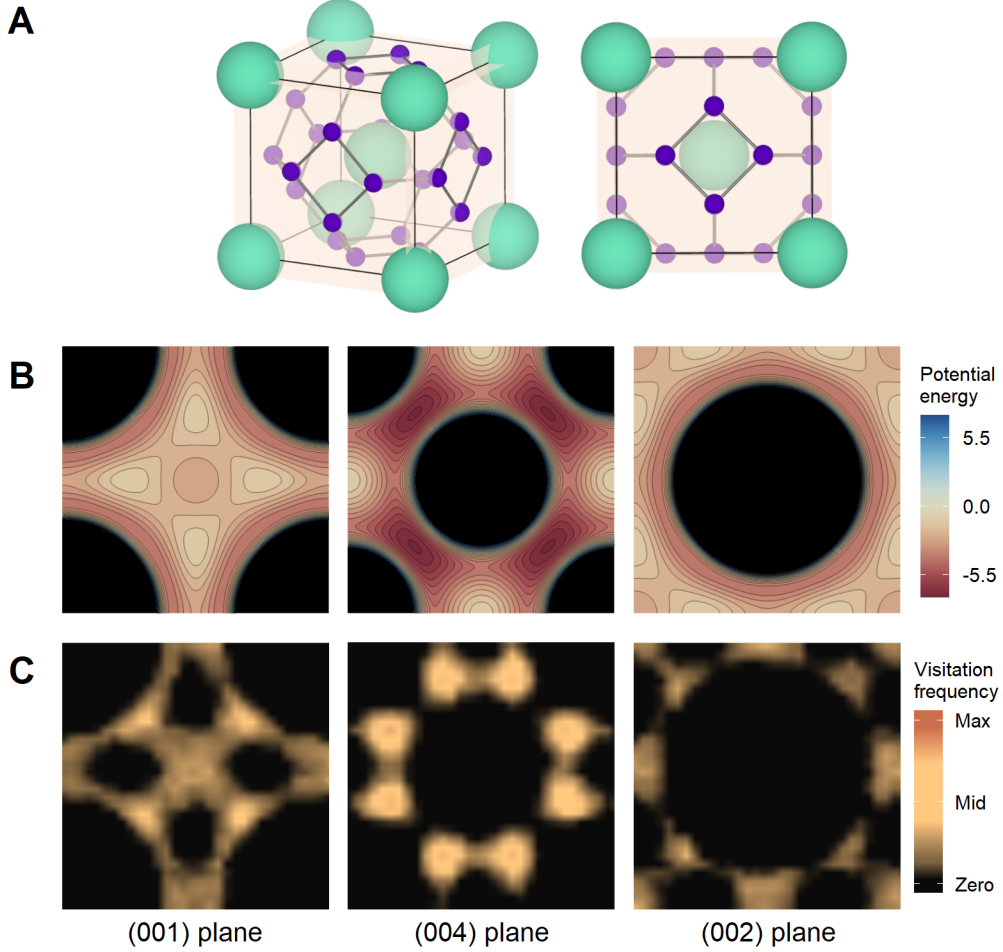 A
B
Potential
energy
5.5
0.0
-5.5
C
Visitation
frequency
Max
Mid
Zero
(001) plane
(004) plane
(002) plane